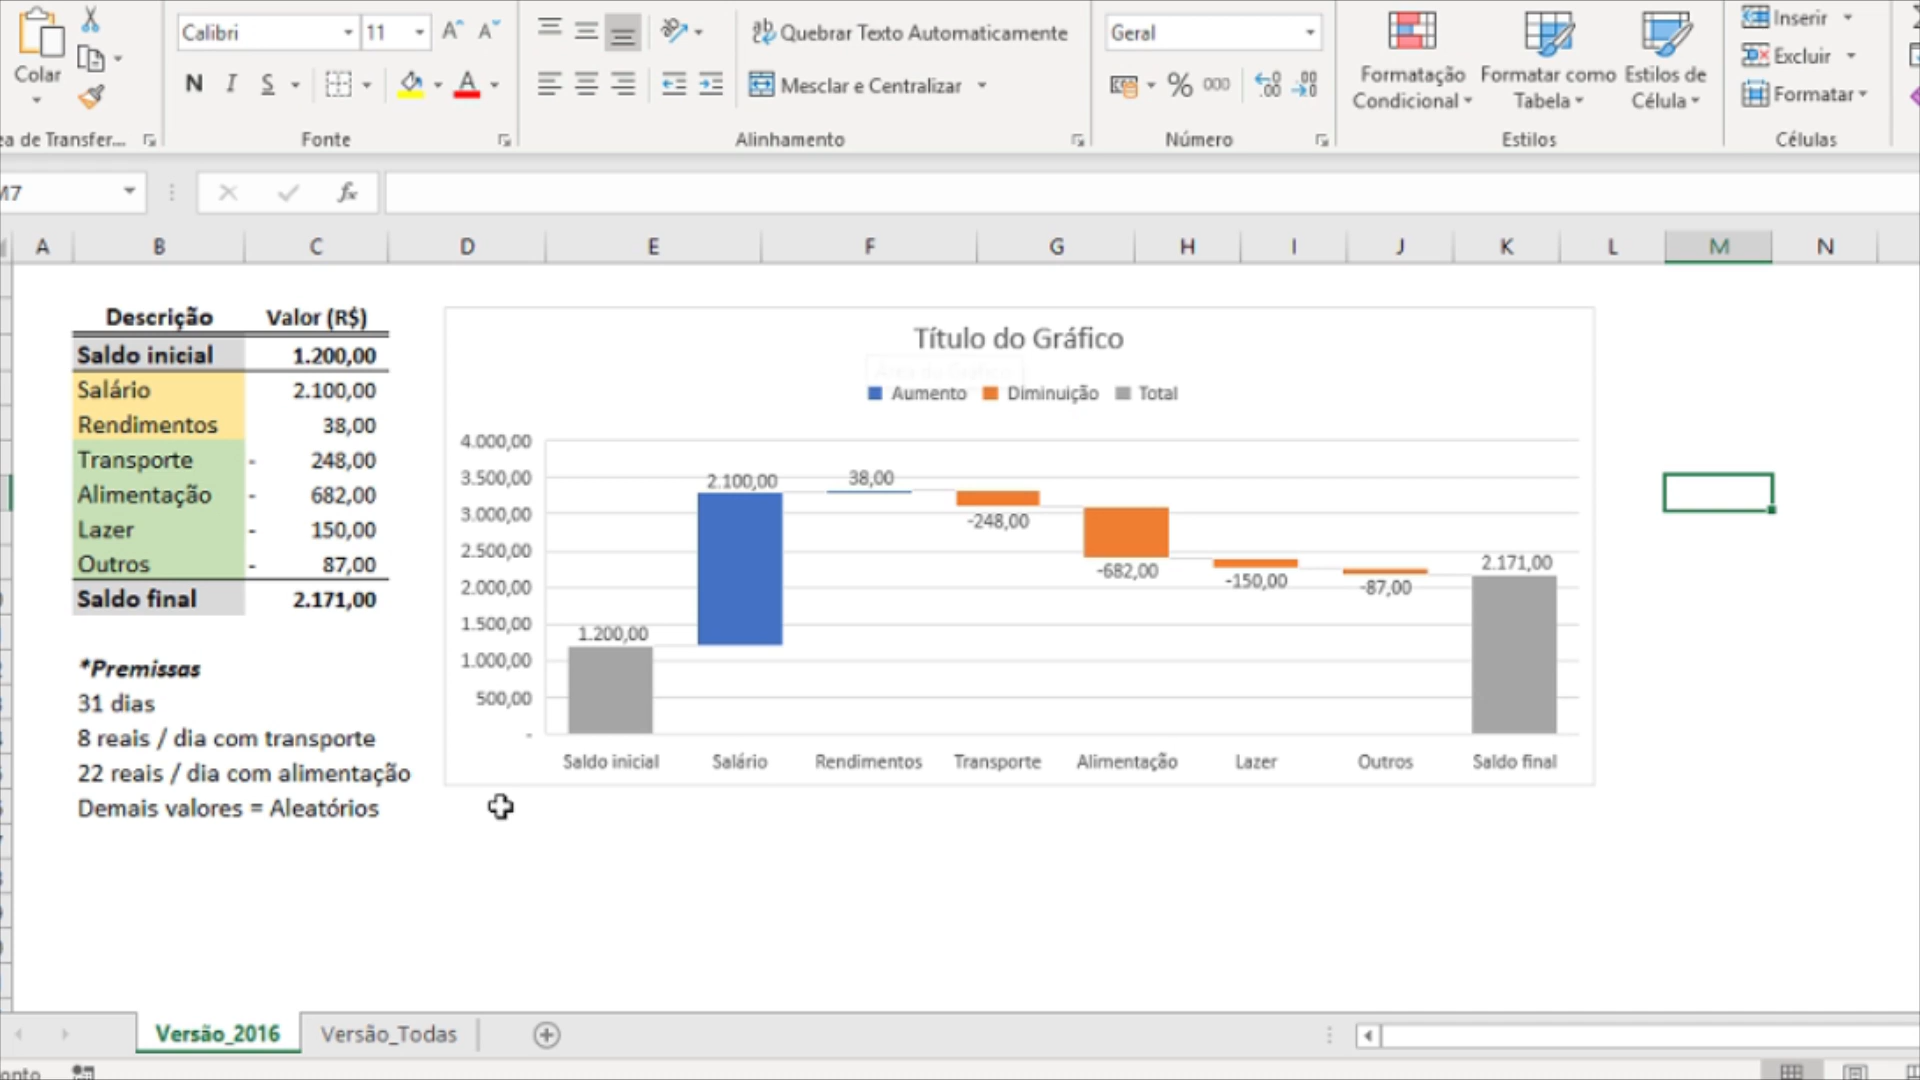 Colar
Calibri
11
A
A
N
I
S
A
Quebrar Texto Automaticamente
Mesclar e Centralizar
Geral
%
000
Formatação
Condicional
Formatar como
Tabela
Estilos de
Célula
Inserir
Excluir
Formatar
a de Transfer...
Fonte
Alinhamento
Número
Estilos
Células
M7
fx
A B C D E F G H I J K L M N
Descrição Valor (R$)
Saldo inicial 1.200,00
Salário 2.100,00
Rendimentos 38,00
Transporte - 248,00
Alimentação - 682,00
Lazer - 150,00
Outros - 87,00
Saldo final 2.171,00
*Premissas
31 dias
8 reais / dia com transporte
22 reais / dia com alimentação
Demais valores = Aleatórios
Título do Gráfico
Aumento Diminuição Total
4.000,00
3.500,00
3.000,00
2.500,00
2.000,00
1.500,00
1.000,00
500,00
-
1.200,00
2.100,00
38,00
-248,00
-682,00
-150,00
-87,00
2.171,00
Saldo inicial Salário Rendimentos Transporte Alimentação Lazer Outros Saldo final
Versão_2016 Versão_Todas